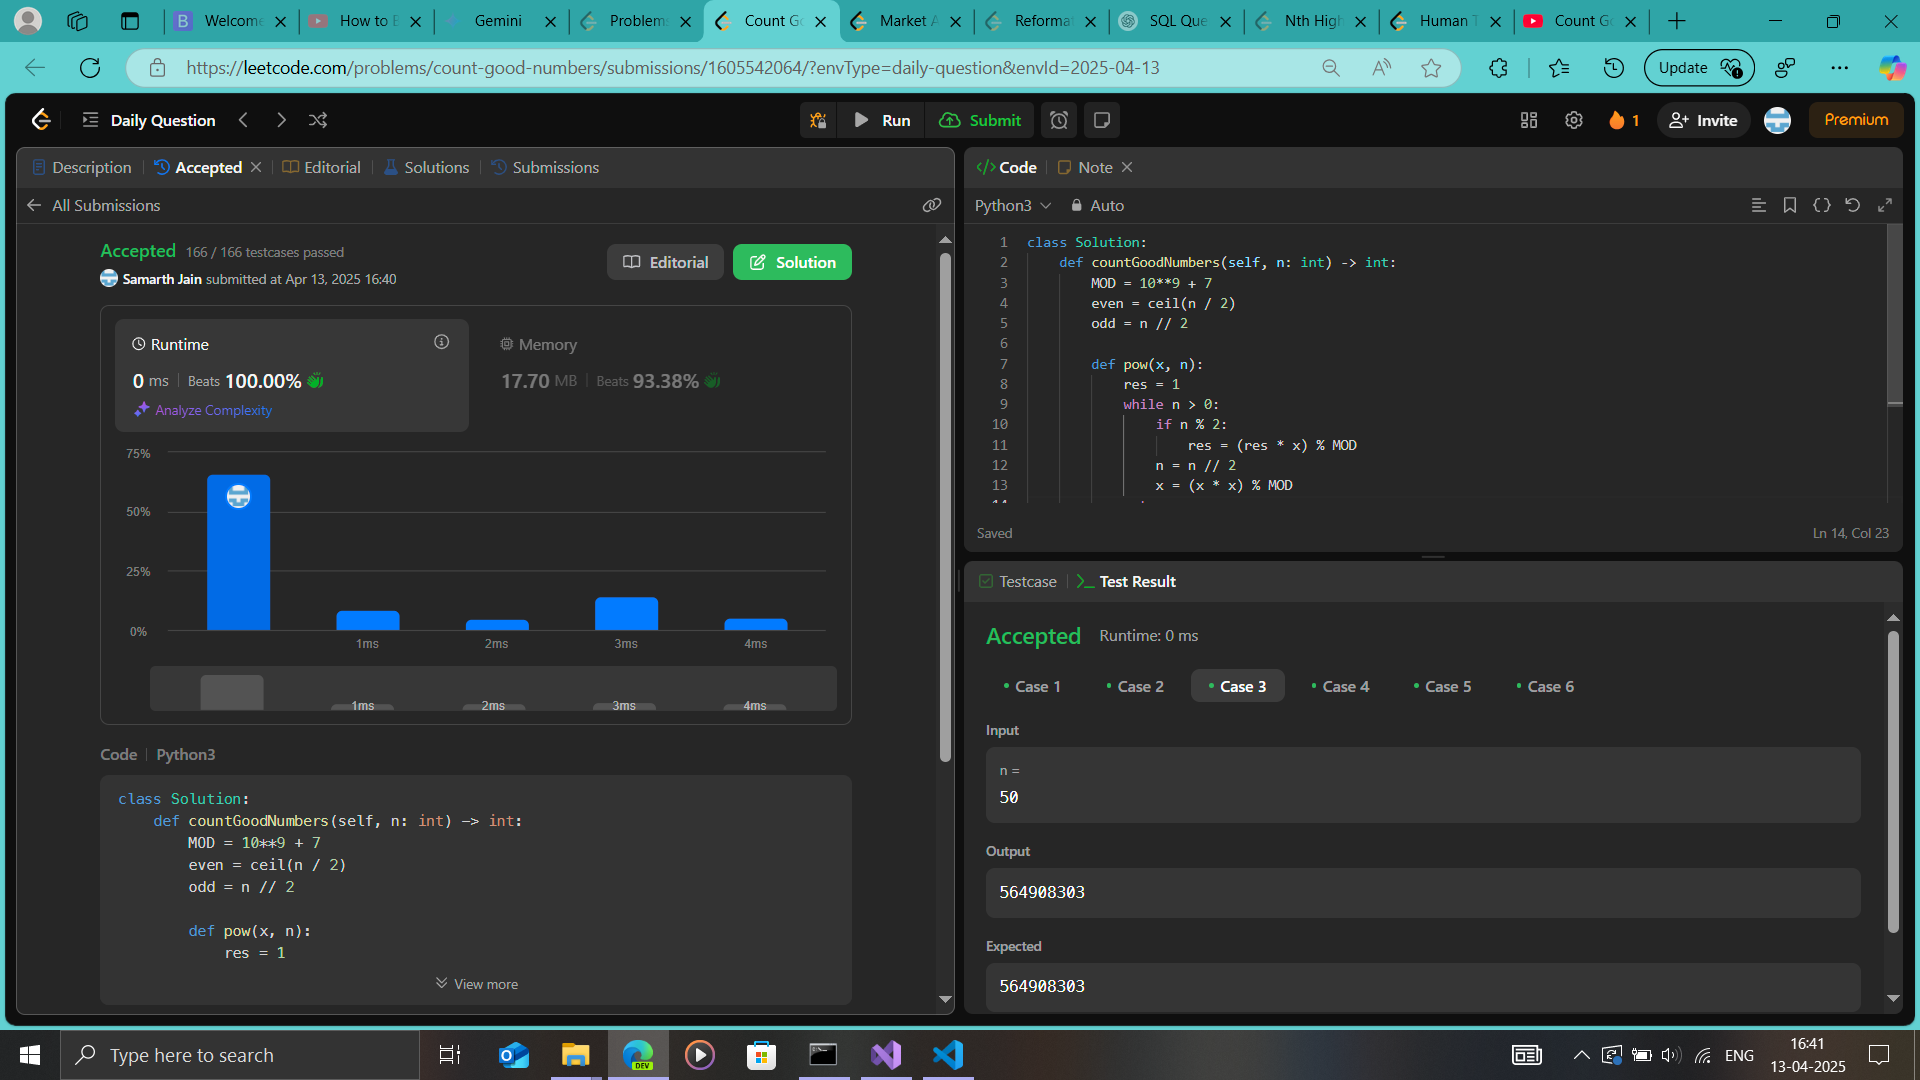 Welcome
How to B
Gemini
Problems
Count Go
Market A
Reformat
SQL Que
Nth High
Human T
Count Go
https://leetcode.com/problems/count-good-numbers/submissions/1605542064/?envType=daily-question&envId=2025-04-13
Update
Daily Question
Run
Submit
1
Invite
Premium
Description
Accepted
Editorial
Solutions
Submissions
All Submissions
Accepted 166 / 166 testcases passed
Samarth Jain submitted at Apr 13, 2025 16:40
Editorial
Solution
Runtime
0 ms Beats 100.00%
Analyze Complexity
Memory
17.70 MB Beats 93.38%
75%
50%
25%
0%
1ms 2ms 3ms 4ms
1ms 2ms 3ms 4ms
Code Python3
class Solution:
def countGoodNumbers(self, n: int) -> int:
MOD = 10**9 + 7
even = ceil(n / 2)
odd = n // 2
def pow(x, n):
res = 1
View more
Code
Note
Python3
Auto
1 class Solution:
2 def countGoodNumbers(self, n: int) -> int:
3 MOD = 10**9 + 7
4 even = ceil(n / 2)
5 odd = n // 2
6
7 def pow(x, n):
8 res = 1
9 while n > 0:
10 if n % 2:
11 res = (res * x) % MOD
12 n = n // 2
13 x = (x * x) % MOD
Saved
Ln 14, Col 23
Testcase
Test Result
Accepted Runtime: 0 ms
Case 1 Case 2 Case 3 Case 4 Case 5 Case 6
Input
n =
50
Output
564908303
Expected
564908303
Type here to search
DEV
ENG
16:41
13-04-2025